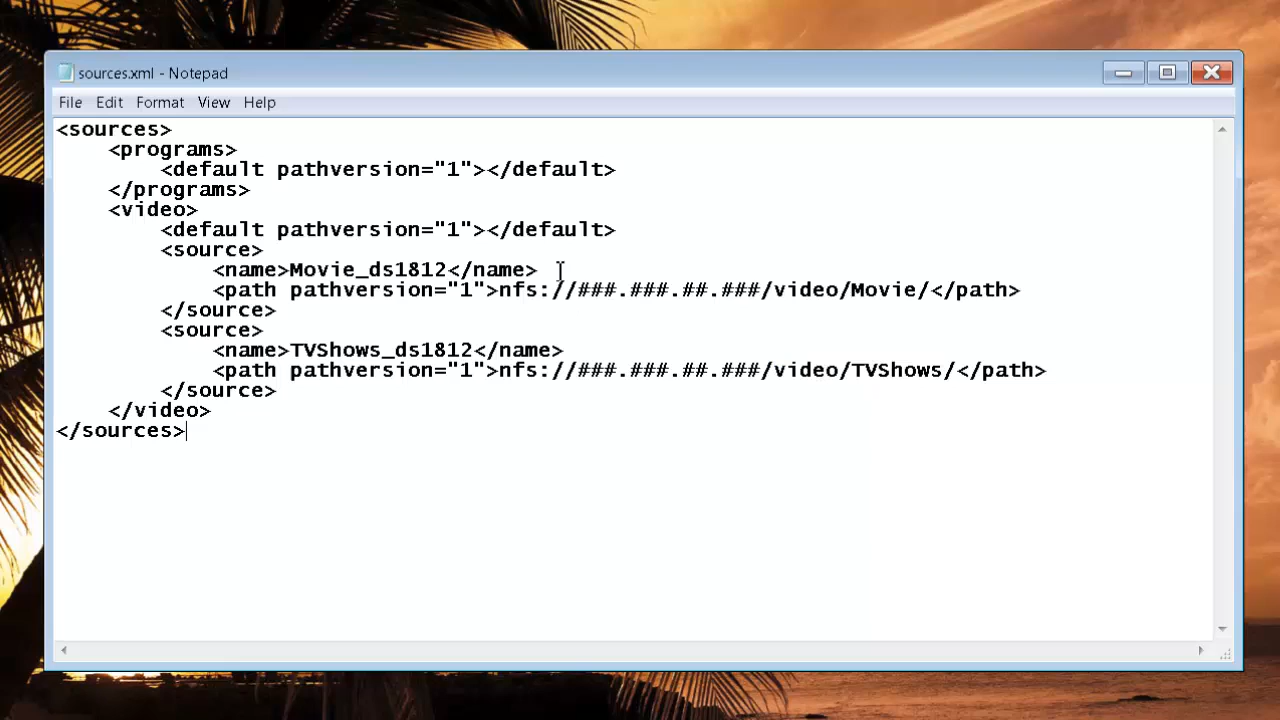 sources.xml - Notepad
File Edit Format View Help
<sources>
    <programs>
        <default pathversion="1"></default>
    </programs>
    <video>
        <default pathversion="1"></default>
        <source>
            <name>Movie_ds1812</name>
            <path pathversion="1">nfs://###.###.##.###/video/Movie/</path>
        </source>
        <source>
            <name>TVShows_ds1812</name>
            <path pathversion="1">nfs://###.###.##.###/video/TVShows/</path>
        </source>
    </video>
</sources>